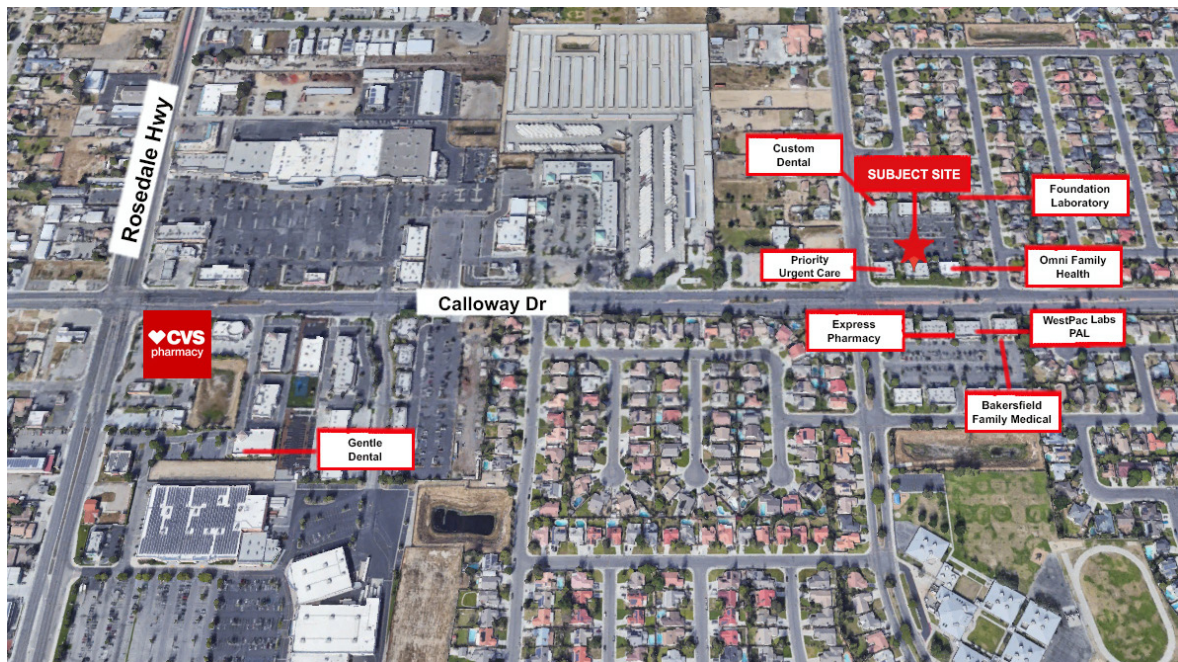 Rosedale Hwy
Custom
Dental
SUBJECT SITE
Foundation
Laboratory
Priority
Urgent Care
Omni Family
Health
Calloway Dr
CVS
pharmacy
Express
Pharmacy
WestPac Labs
PAL
Bakersfield
Family Medical
Gentle
Dental